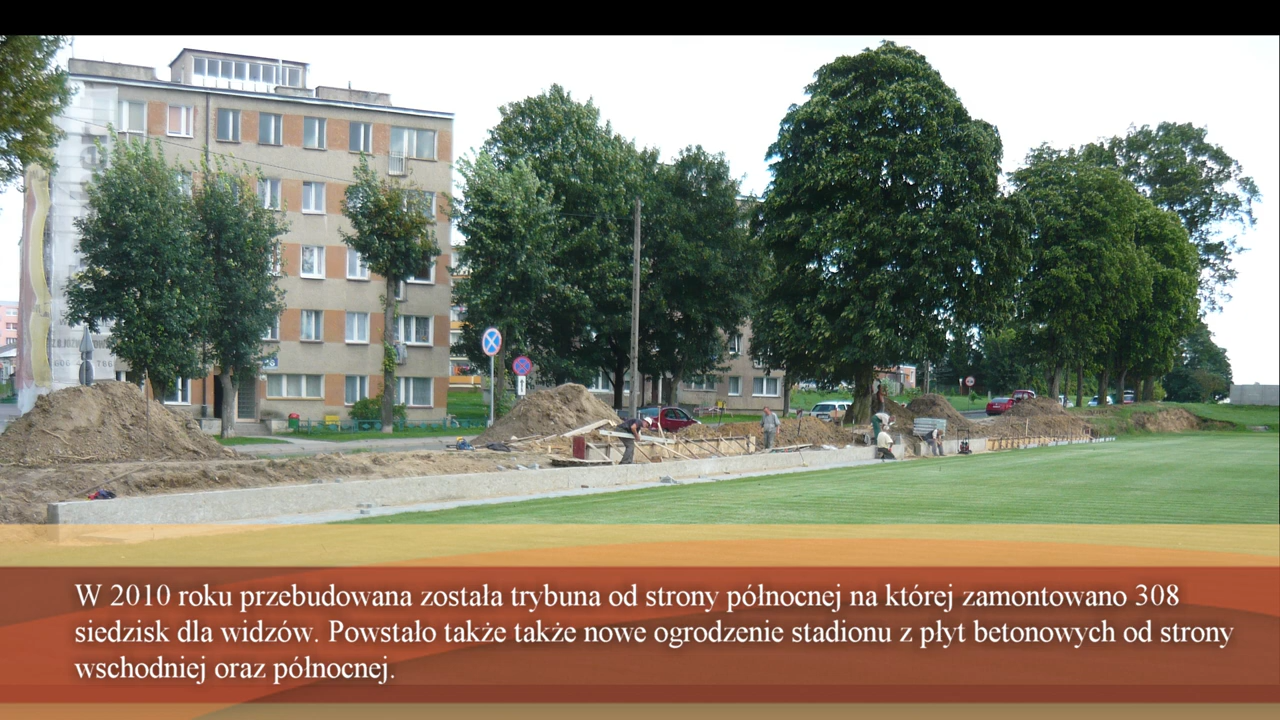 W 2010 roku przebudowana została trybuna od strony północnej na której zamontowano 308
siedzisk dla widzów. Powstało także także nowe ogrodzenie stadionu z płyt betonowych od strony
wschodniej oraz północnej.